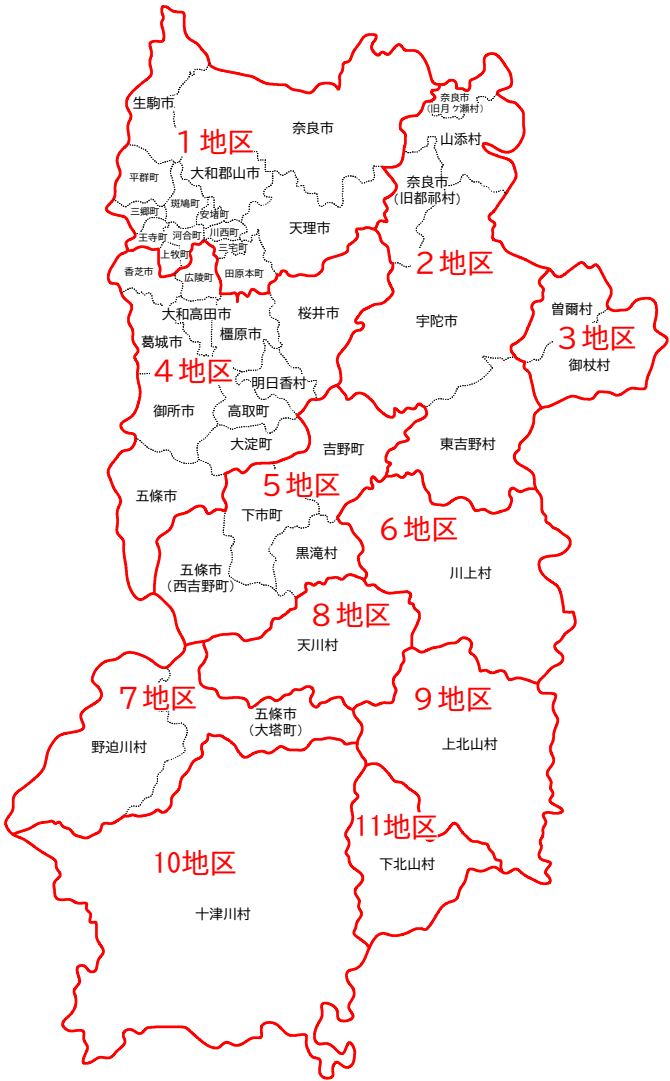 奈良市
(旧月ヶ瀬村)
生駒市
奈良市
1地区
山添村
大和郡山市
平群町
奈良市
(旧都祁村)
斑鳩町
三郷町
安堵町
天理市
川西町
王寺町
河合町
三宅町
上牧町
2地区
香芝市
広陵町
田原本町
大和高田市
桜井市
曽爾村
宇陀市
橿原市
葛城市
3地区
御杖村
4地区
明日香村
御所市
高取町
大淀町
吉野町
東吉野村
5地区
五條市
下市町
6地区
黒滝村
五條市
(西吉野町)
川上村
8地区
天川村
7地区
9地区
五條市
(大塔町)
野迫川村
上北山村
11地区
10地区
下北山村
十津川村